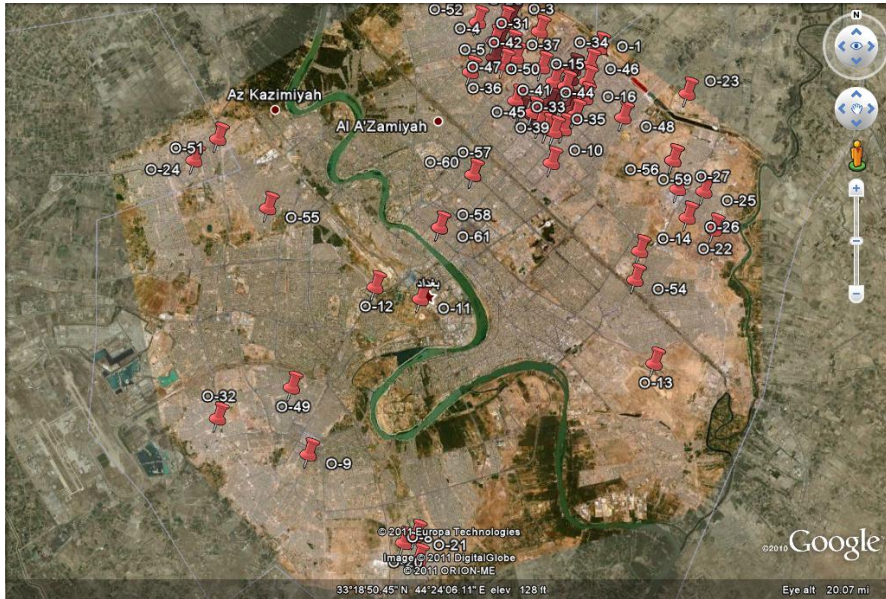 O-52
O-3
O-4
O-31
O-5
O-42
O-37
O-34
O-1
O-47
O-50
O-15
O-46
O-36
O-41
O-44
O-16
O-23
Az Kazimiyah
O-45
O-33
O-35
O-48
Al A'Zamiyah
O-39
O-51
O-57
O-10
O-24
O-60
O-56
O-59
O-27
O-25
O-55
O-58
O-26
O-61
O-14
O-22
بغداد
O-54
O-12
O-11
O-13
O-32
O-49
O-9
© 2011 Europa Technologies
O-8
O-21
Image © 2011 DigitalGlobe
© 2011 ORION-ME
©2010 Google
33°18'50.45" N 44°24'06.11" E elev 128 ft
Eye alt 20.07 mi
N